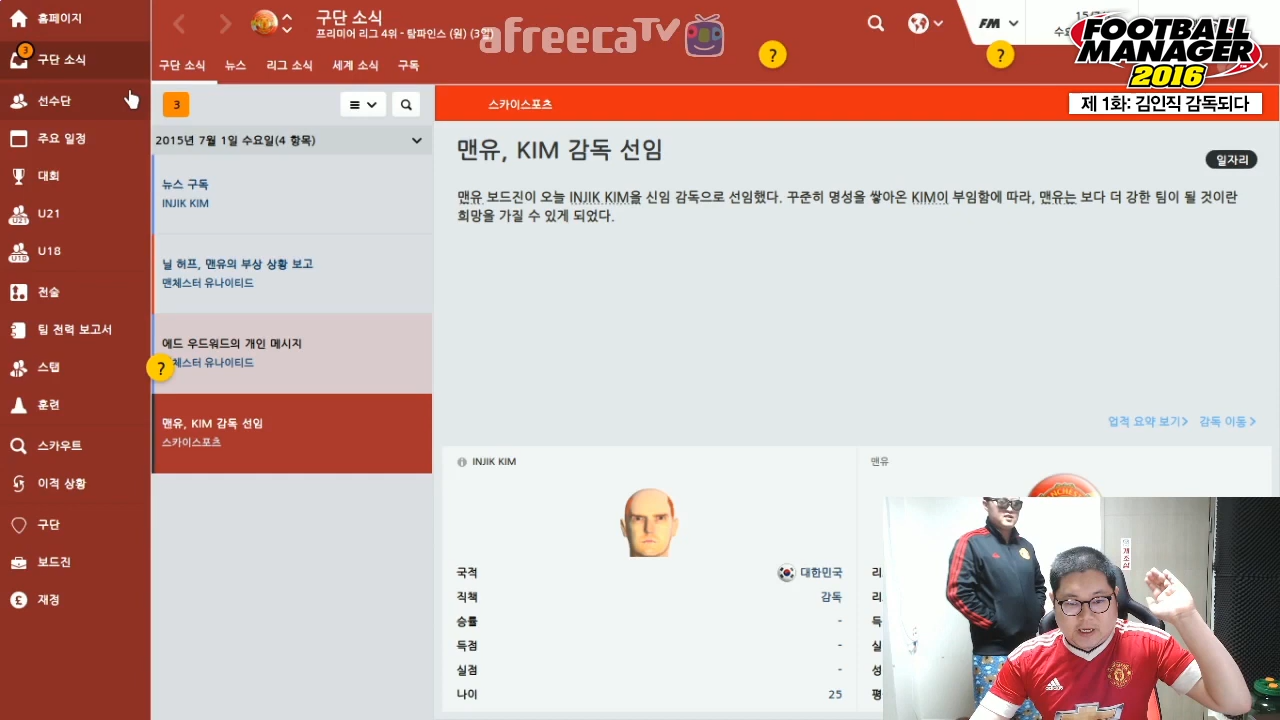 홈페이지
3
구단 소식
선수단
주요 일정
대회
U21
U21
U18
U18
전술
팀 전력 보고서
스탭
훈련
스카우트
이적 상황
구단
보드진
재정
구단 소식
프리미어 리그 4위 - 탐파인스 (원) (3일)
afreecaTV
FM
FOOTBALL
MANAGER
2016
제 1화: 김인직 감독되다
구단 소식
뉴스
리그 소식
세계 소식
구독
?
?
3
2015년 7월 1일 수요일(4 항목)
뉴스 구독
INJIK KIM
닐 허프, 맨유의 부상 상황 보고
맨체스터 유나이티드
에드 우드워드의 개인 메시지
체스터 유나이티드
?
맨유, KIM 감독 선임
스카이스포츠
스카이스포츠
맨유, KIM 감독 선임
일자리
맨유 보드진이 오늘 INJIK KIM을 신임 감독으로 선임했다. 꾸준히 명성을 쌓아온 KIM이 부임함에 따라, 맨유는 보다 더 강한 팀이 될 것이란
희망을 가질 수 있게 되었다.
업적 요약 보기
감독 이동
INJIK KIM
국적 대한민국
직책 감독
승률 -
득점 -
실점 -
나이 25
맨유
adidas